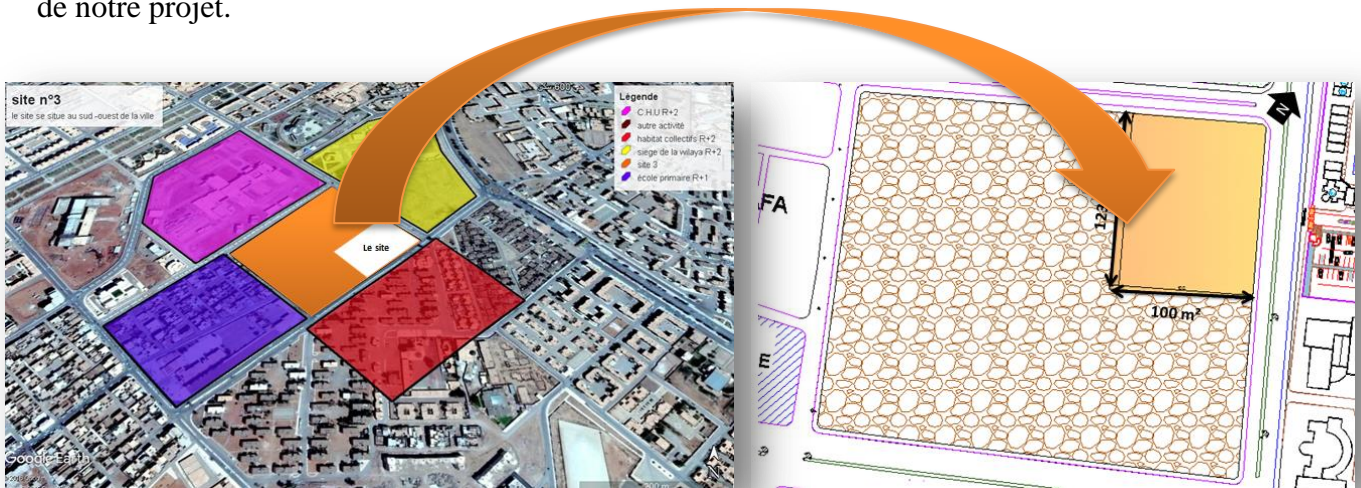 de notre projet.
site n°3
le site se situe au sud -ouest de la ville
Légende
C.H.U R+2
autre activité
habitat collectifs R+2
siège de la wilaya R+2
site 3
école primaire R+1
Le site
Google Earth
N
FA
E
100 m²